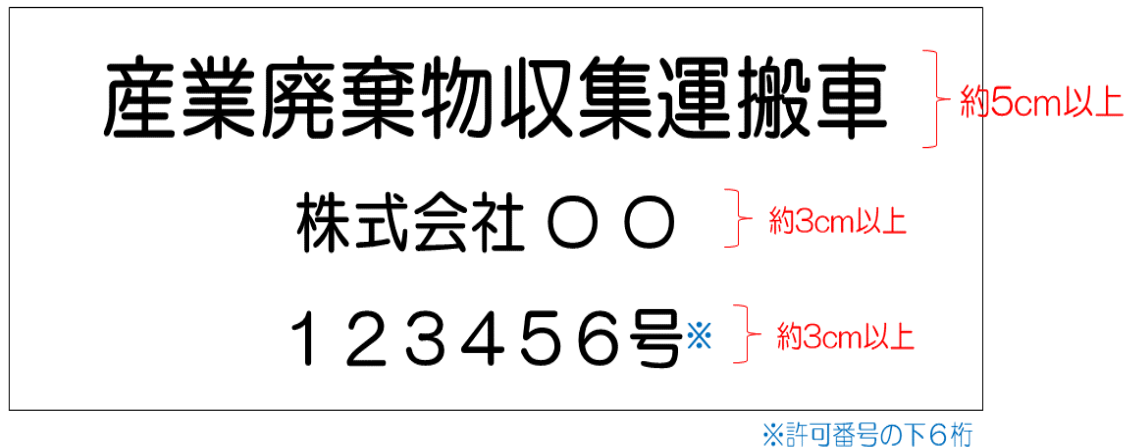 産業廃棄物収集運搬車 約5cm以上
株式会社 〇 〇 約3cm以上
１２３４５６号※ 約3cm以上
※許可番号の下６桁